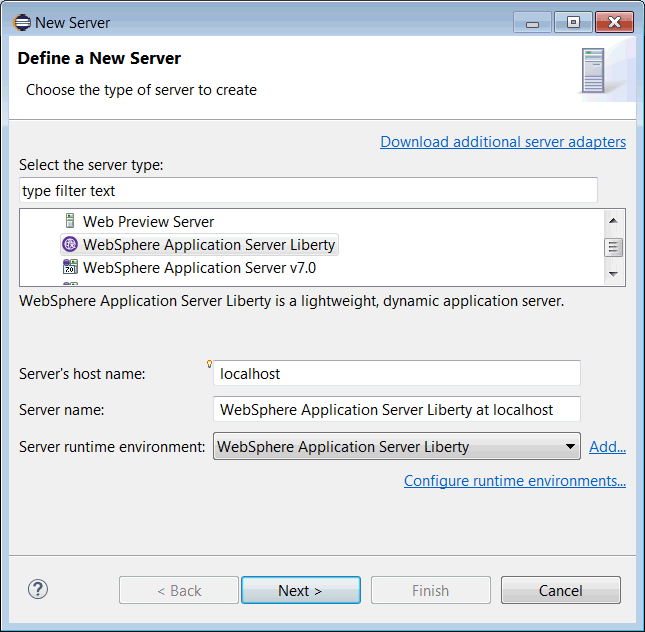 New Server
Define a New Server
Choose the type of server to create
Download additional server adapters
Select the server type:
type filter text
Web Preview Server
WebSphere Application Server Liberty
WebSphere Application Server v7.0
WebSphere Application Server Liberty is a lightweight, dynamic application server.
Server's host name: localhost
Server name: WebSphere Application Server Liberty at localhost
Server runtime environment: WebSphere Application Server Liberty Add...
Configure runtime environments...
< Back Next > Finish Cancel